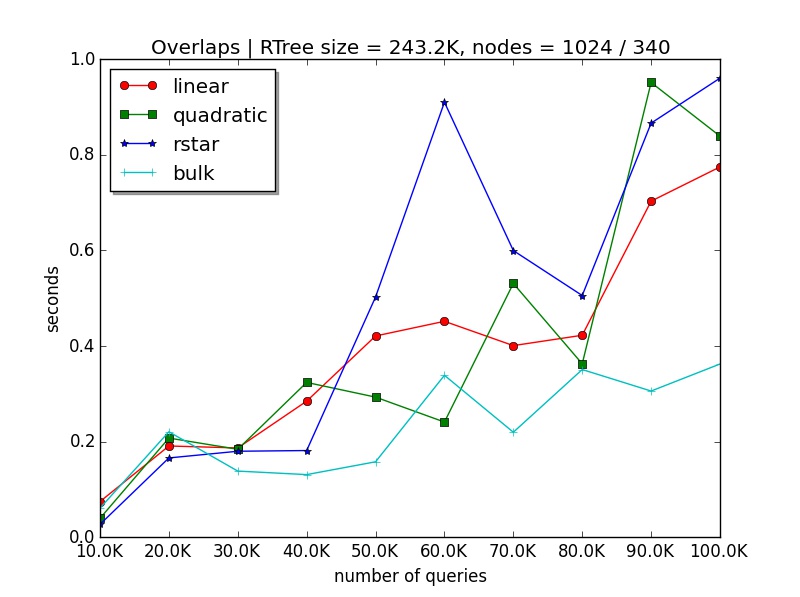 Overlaps | RTree size = 243.2K, nodes = 1024 / 340
1.0
linear
quadratic
rstar
bulk
0.8
0.6
seconds
0.4
0.2
0.0
10.0K 20.0K 30.0K 40.0K 50.0K 60.0K 70.0K 80.0K 90.0K 100.0K
number of queries